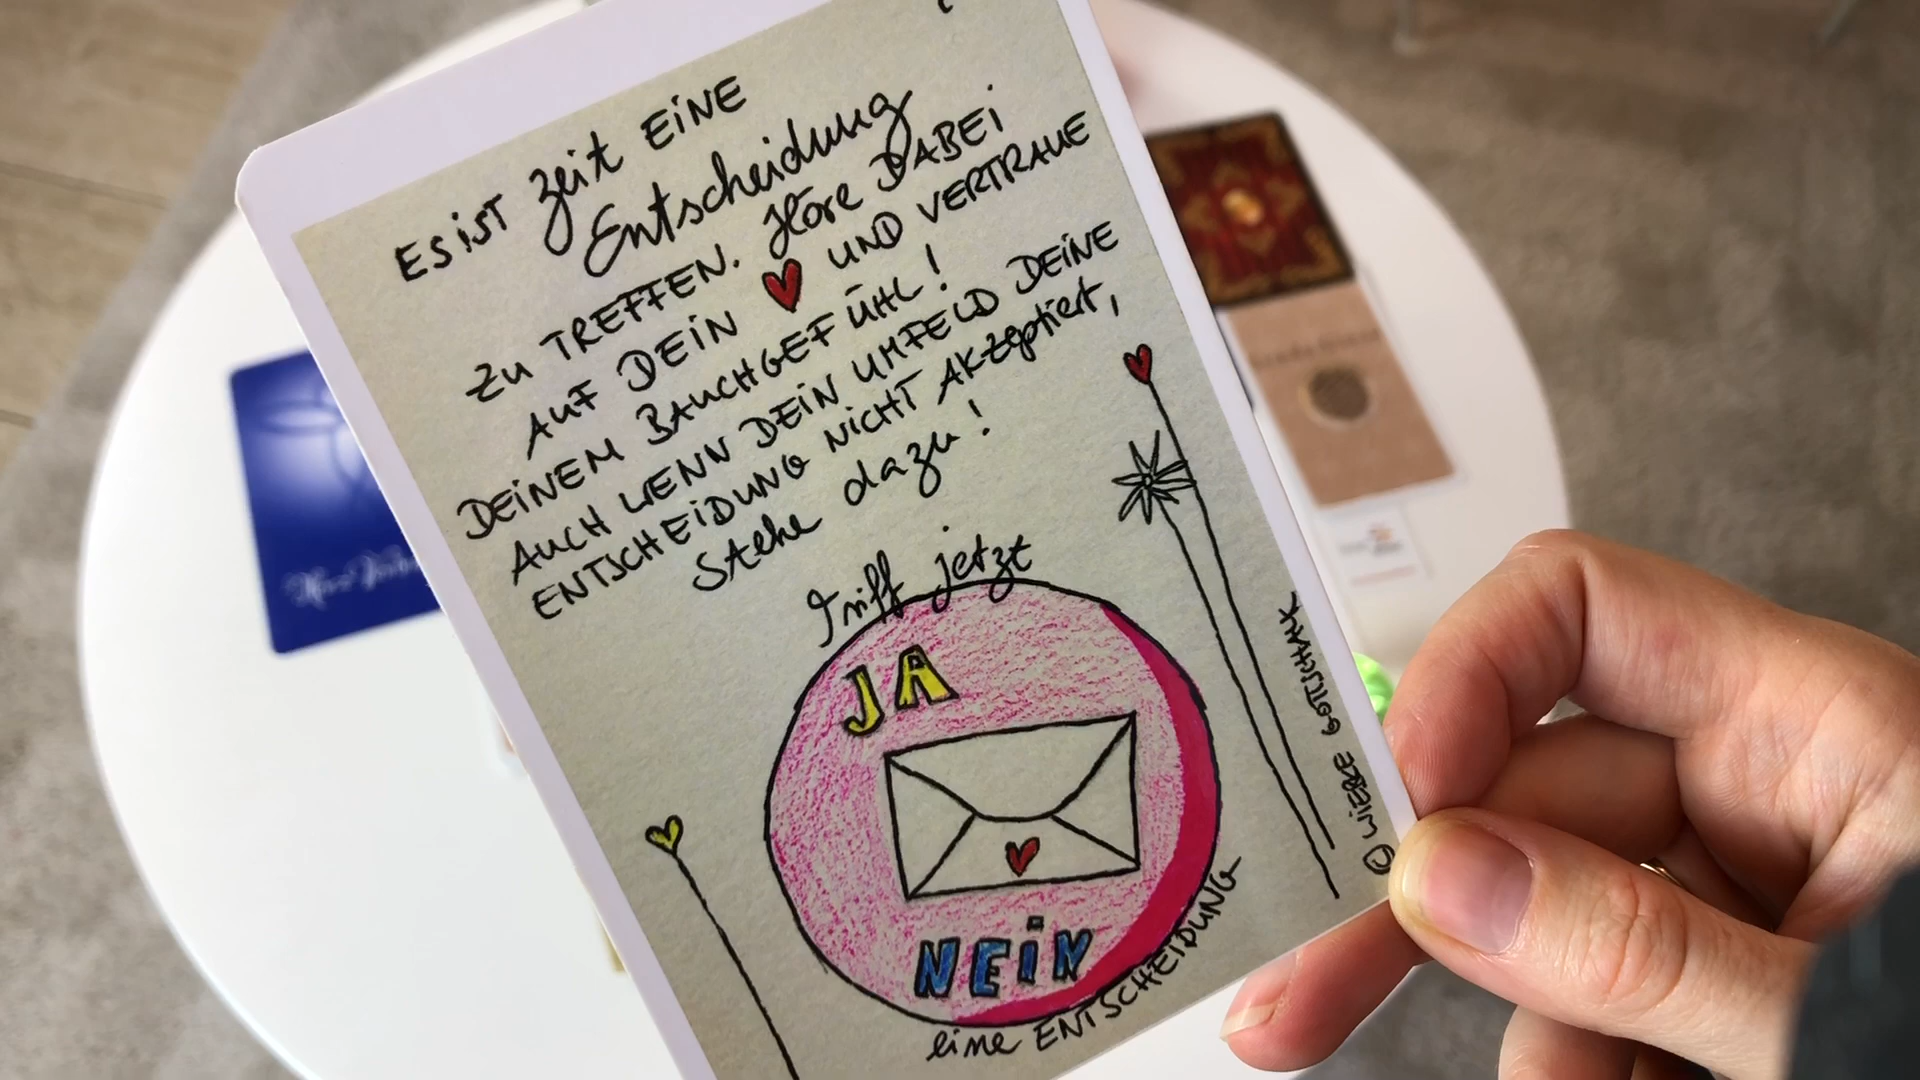 ES IST Zeit EINE
Entscheidung
ZU TREFFEN. Höre DABEI
AUF DEIN ♥ UND VERTRAUE
DEINEM BAUCHGEFÜHL!
AUCH WENN DEIN UMFELD DEINE
ENTSCHEIDUNG NICHT AKZeptiert,
Stehe dazu!
Triff jetzt
JA
NEIN
eine ENTSCHEIDUNG
© WIEBKE GOTTSCHALK